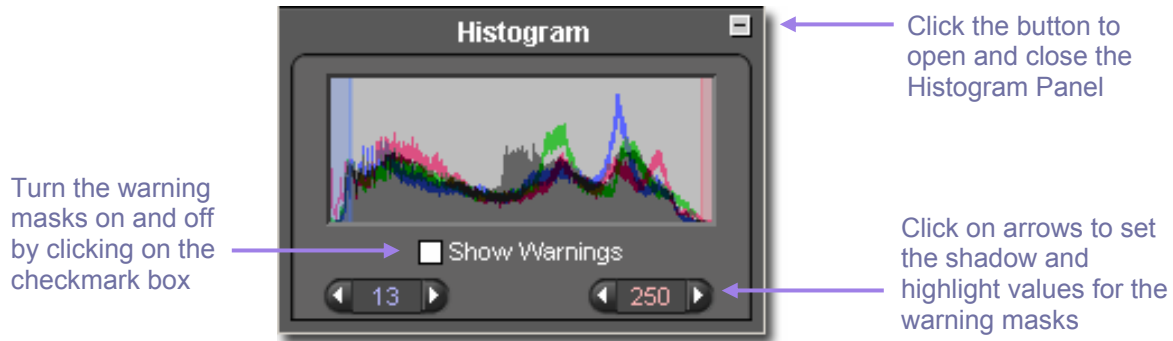 Histogram
Click the button to
open and close the
Histogram Panel
Turn the warning
masks on and off
by clicking on the
checkmark box
Show Warnings
13
250
Click on arrows to set
the shadow and
highlight values for the
warning masks